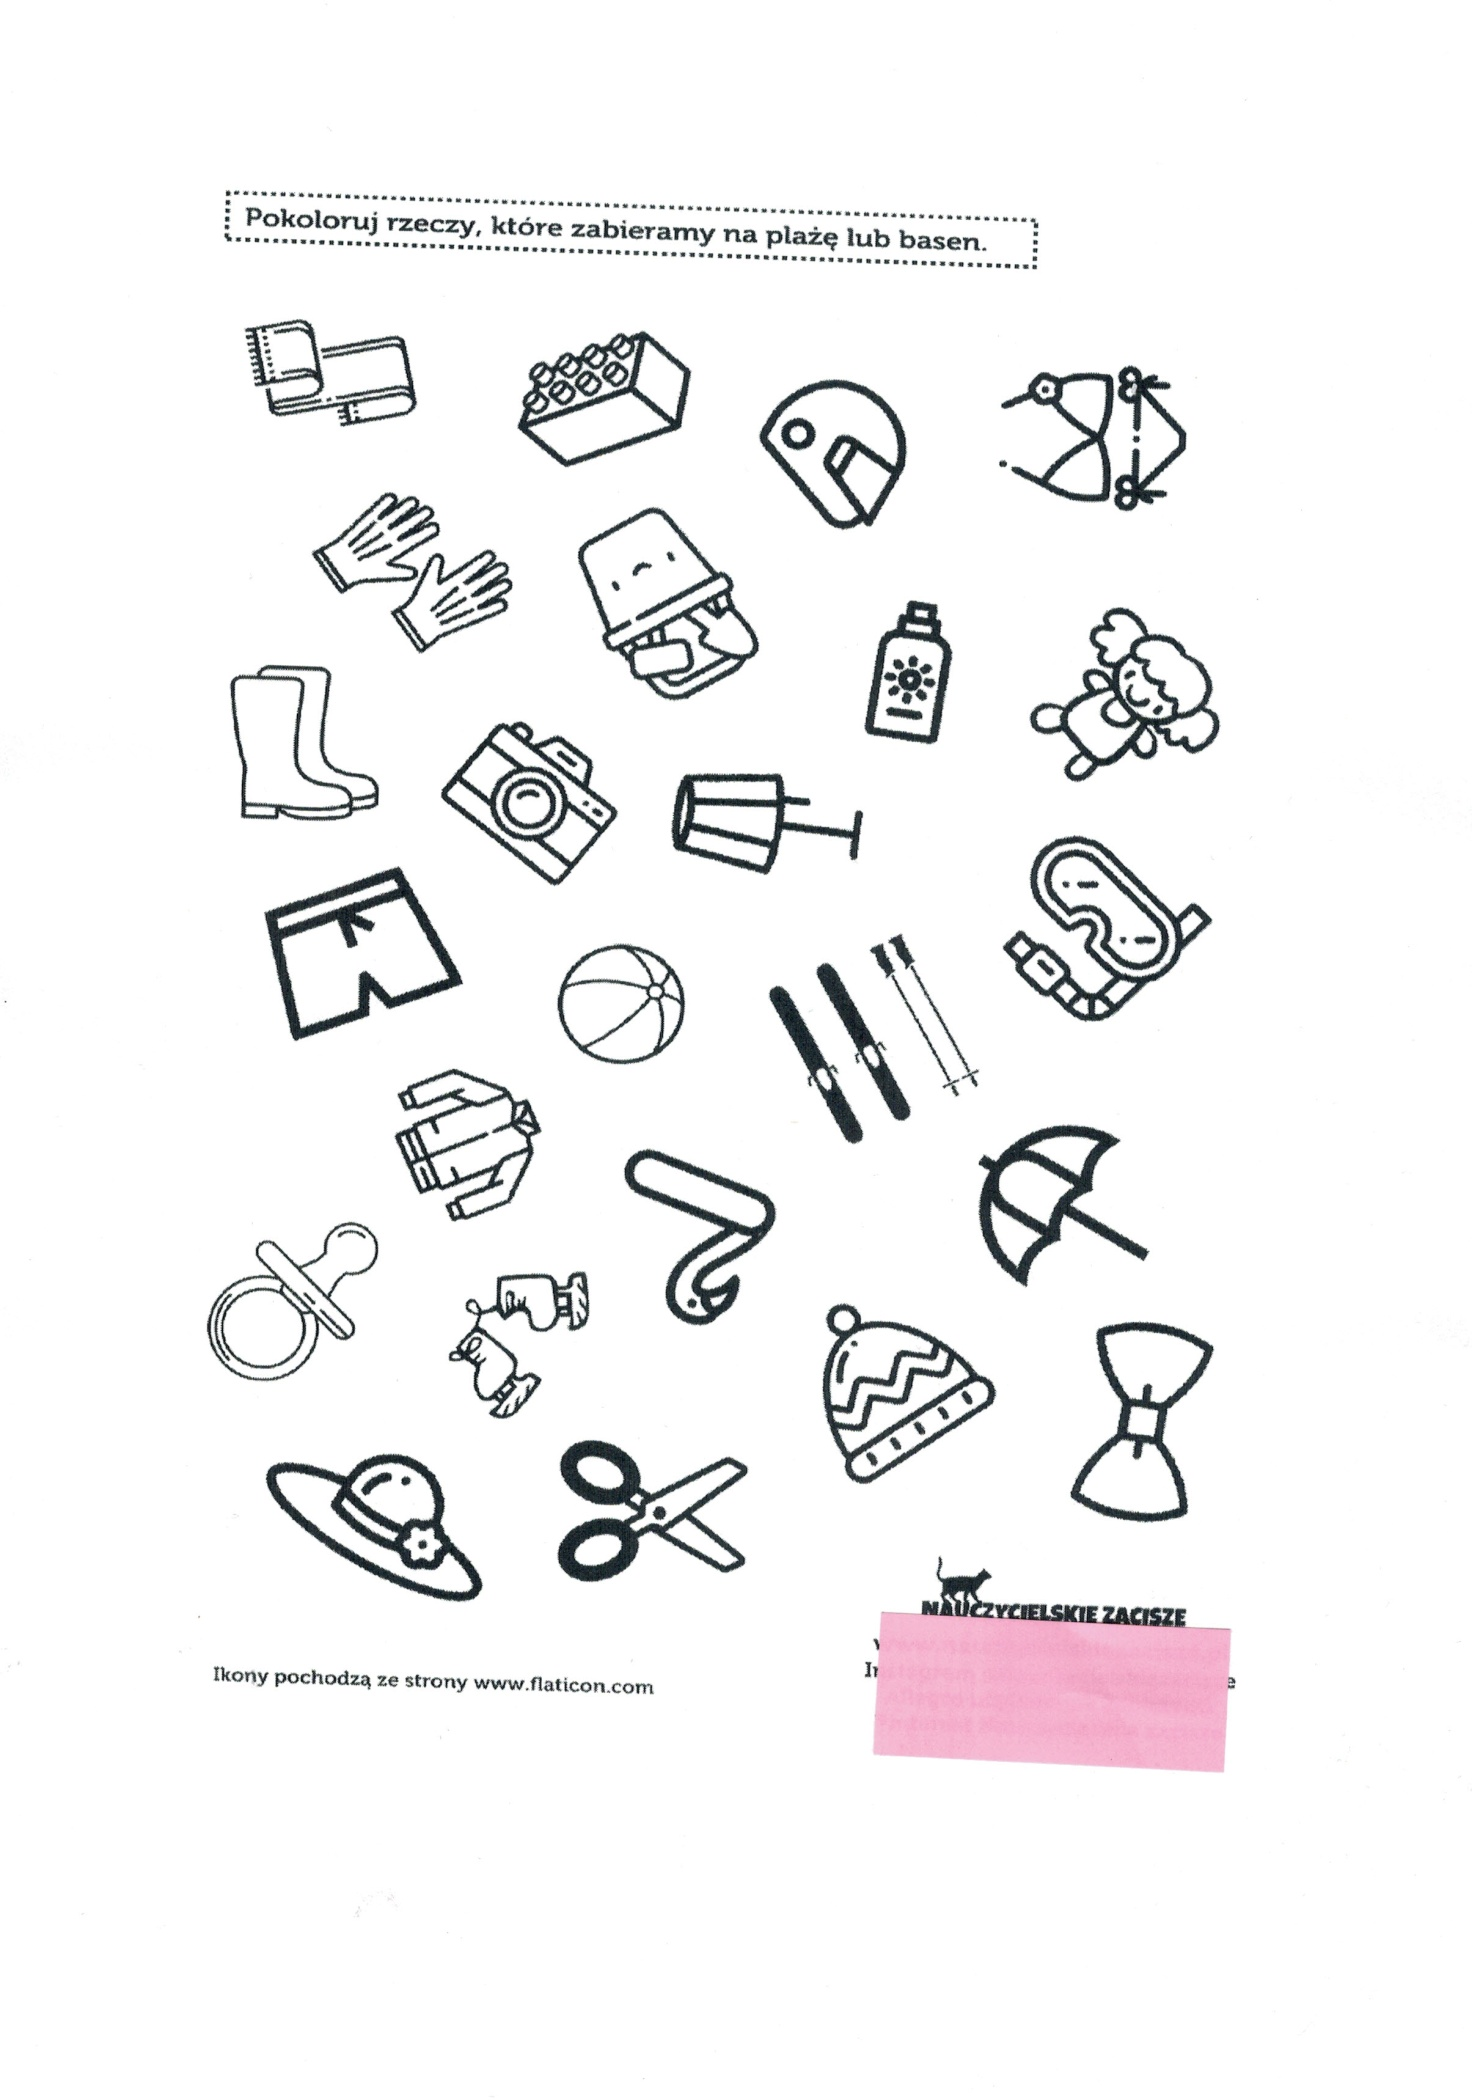 Pokoloruj rzeczy, które zabieramy na plażę lub basen.
NAUCZYCIELSKIE ZACISZE
Ikony pochodzą ze strony www.flaticon.com